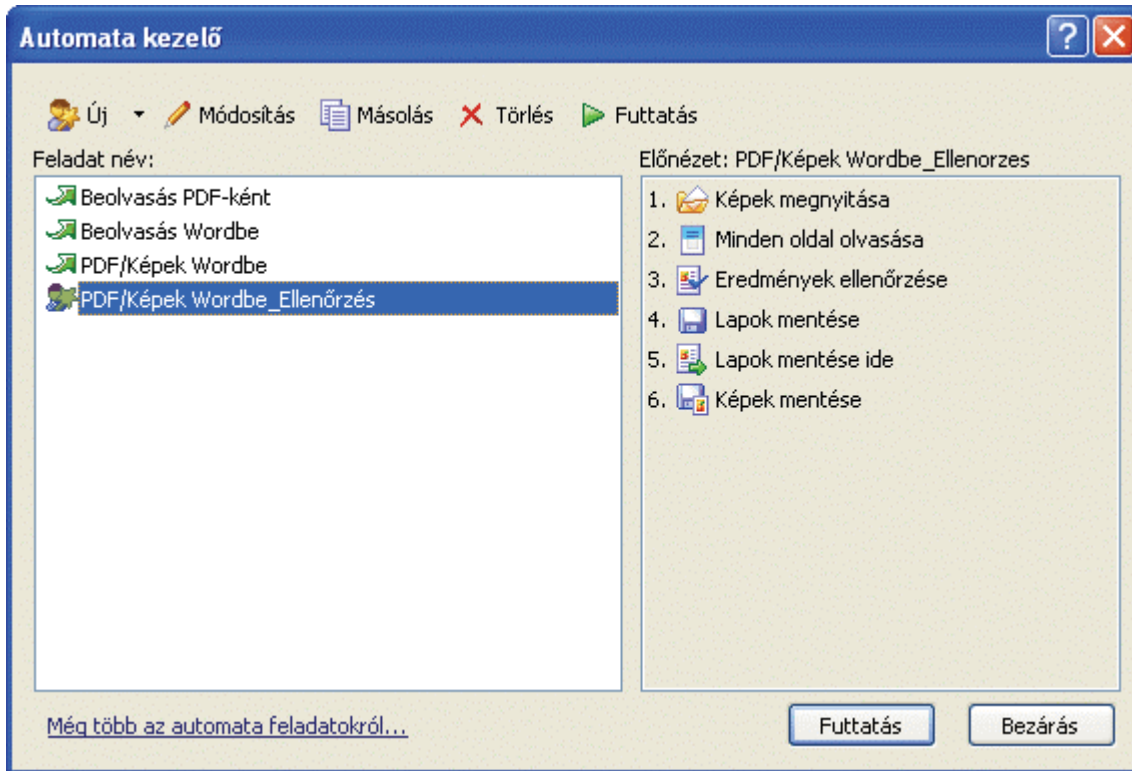 Automata kezelő
Új Módosítás Másolás Törlés Futtatás
Feladat név:
Beolvasás PDF-ként
Beolvasás Wordbe
PDF/Képek Wordbe
PDF/Képek Wordbe_Ellenőrzés
Előnézet: PDF/Képek Wordbe_Ellenorzes
1. Képek megnyitása
2. Minden oldal olvasása
3. Eredmények ellenőrzése
4. Lapok mentése
5. Lapok mentése ide
6. Képek mentése
Még több az automata feladatokról...
Futtatás Bezárás